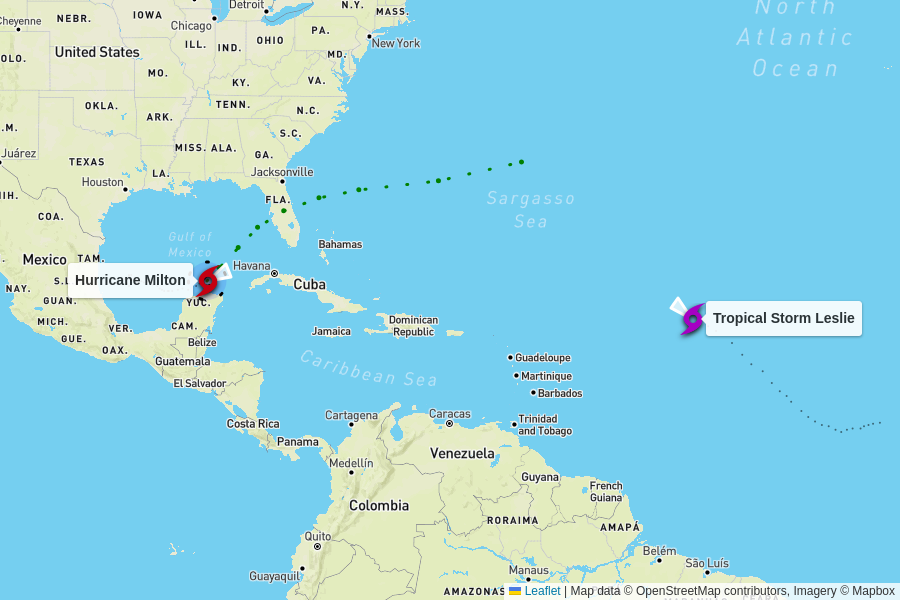 Cheyenne
NEBR.
IOWA
Detroit
N.Y.
MASS.
Chicago
ILL.
IND.
OHIO
PA.
New York
United States
MD.
North
Atlantic
Ocean
COLO.
MO.
KY.
VA.
OKLA.
TENN.
N.C.
ARK.
S.C.
N.M.
MISS.
ALA.
GA.
Juárez
TEXAS
LA.
Jacksonville
Houston
FLA.
Sargasso
Sea
CHIH.
COA.
Gulf of
Mexico
Bahamas
Mexico
TAM.
Havana
Hurricane Milton
S.L.
Cuba
NAY.
GUAN.
YUC.
Dominican
Republic
Tropical Storm Leslie
MICH.
VER.
CAM.
Jamaica
GUE.
OAX.
Belize
Guatemala
Caribbean Sea
Guadeloupe
El Salvador
Martinique
Barbados
Costa Rica
Cartagena
Caracas
Trinidad
and Tobago
Panama
Medellín
Venezuela
Guyana
French
Guiana
Colombia
RORAIMA
AMAPÁ
Quito
Belém
São Luís
Guayaquil
Manaus
AMAZONAS
Leaflet | Map data © OpenStreetMap contributors, Imagery © Mapbox